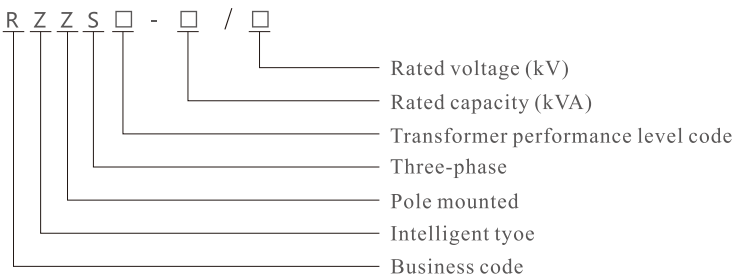 R Z Z S □ - □ / □
Rated voltage (kV)
Rated capacity (kVA)
Transformer performance level code
Three-phase
Pole mounted
Intelligent tyoe
Business code